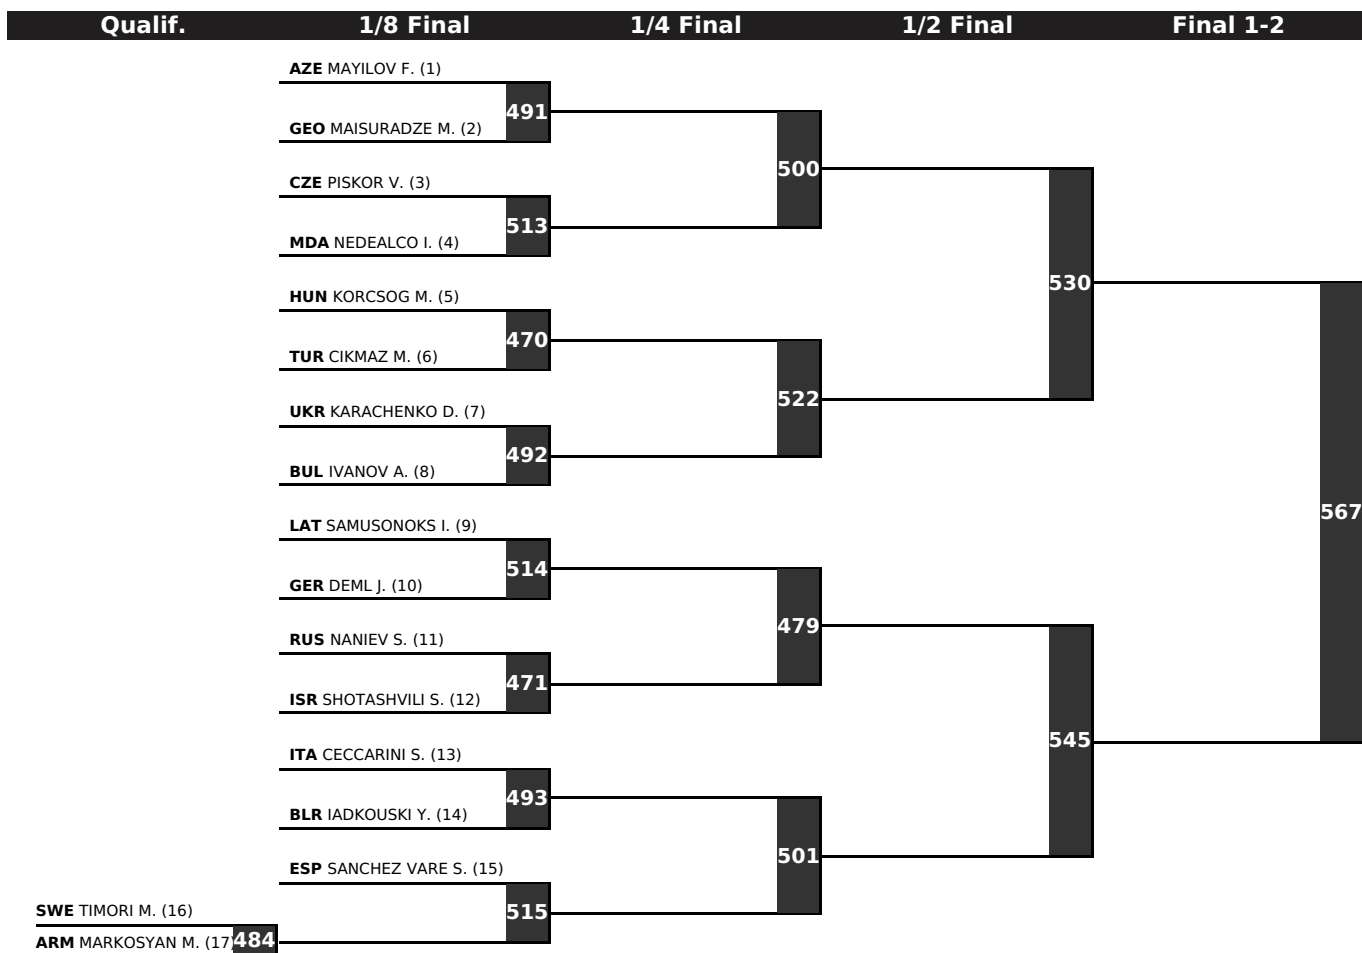 Qualif. 1/8 Final 1/4 Final 1/2 Final Final 1-2
AZE MAYILOV F. (1)
491
GEO MAISURADZE M. (2)
500
CZE PISKOR V. (3)
513
MDA NEDEALCO I. (4)
530
HUN KORCSOG M. (5)
470
TUR CIKMAZ M. (6)
522
UKR KARACHENKO D. (7)
492
BUL IVANOV A. (8)
567
LAT SAMUSONOKS I. (9)
514
GER DEML J. (10)
479
RUS NANIEV S. (11)
471
ISR SHOTASHVILI S. (12)
545
ITA CECCARINI S. (13)
493
BLR IADKOUSKI Y. (14)
501
ESP SANCHEZ VARE S. (15)
515
SWE TIMORI M. (16)
ARM MARKOSYAN M. (17)
484